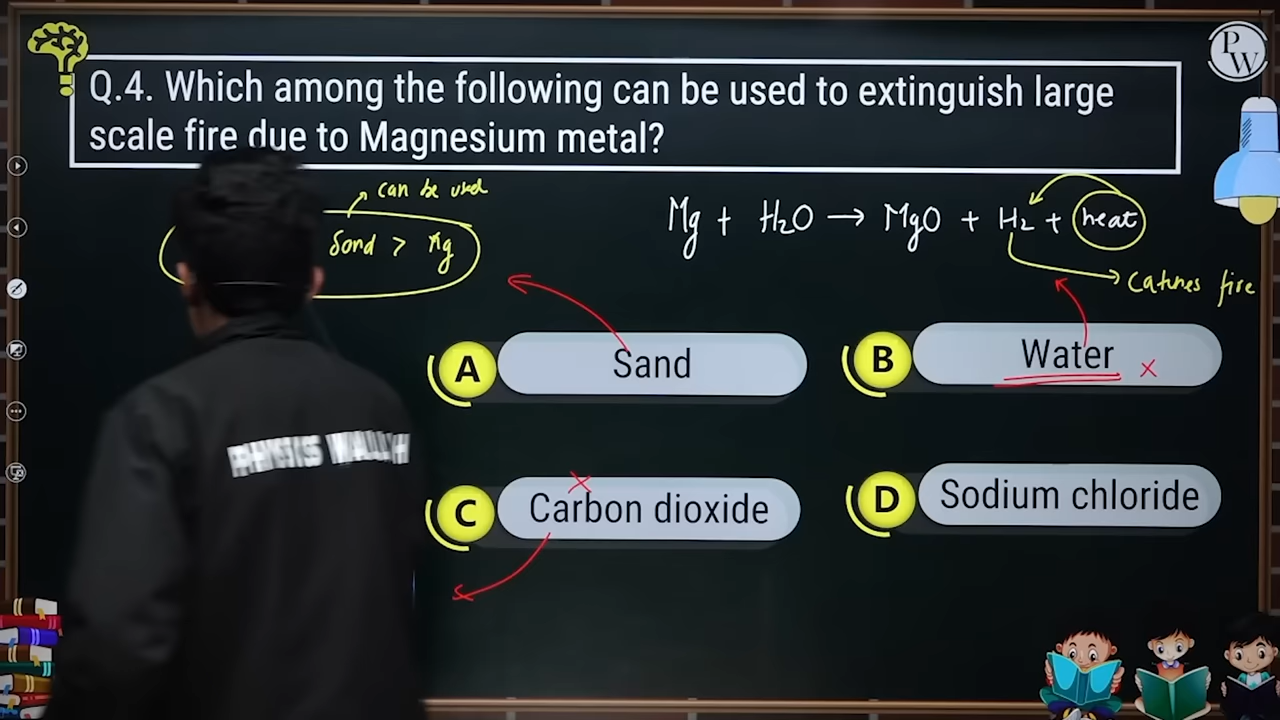 PW
Q.4. Which among the following can be used to extinguish large
scale fire due to Magnesium metal?
can be used
Sand > Mg
Mg + H₂O → MgO + H₂ + heat
Catches fire
A Sand
B Water ×
C Carbon dioxide ×
D Sodium chloride
PHYSICS WALLAH